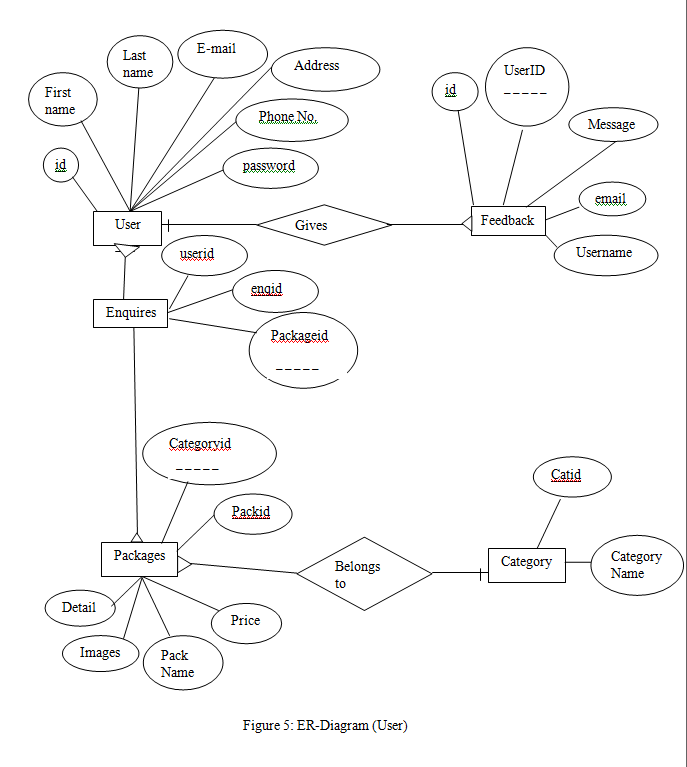 Last
name
E-mail
Address
First
name
Phone No.
id
password
id
UserID
-----
Message
email
Username
User
Gives
Feedback
userid
enqid
Enquires
Packageid
-----
Categoryid
-----
Packid
Catid
Packages
Belongs
to
Category
Category
Name
Detail
Images
Pack
Name
Price
Figure 5: ER-Diagram (User)